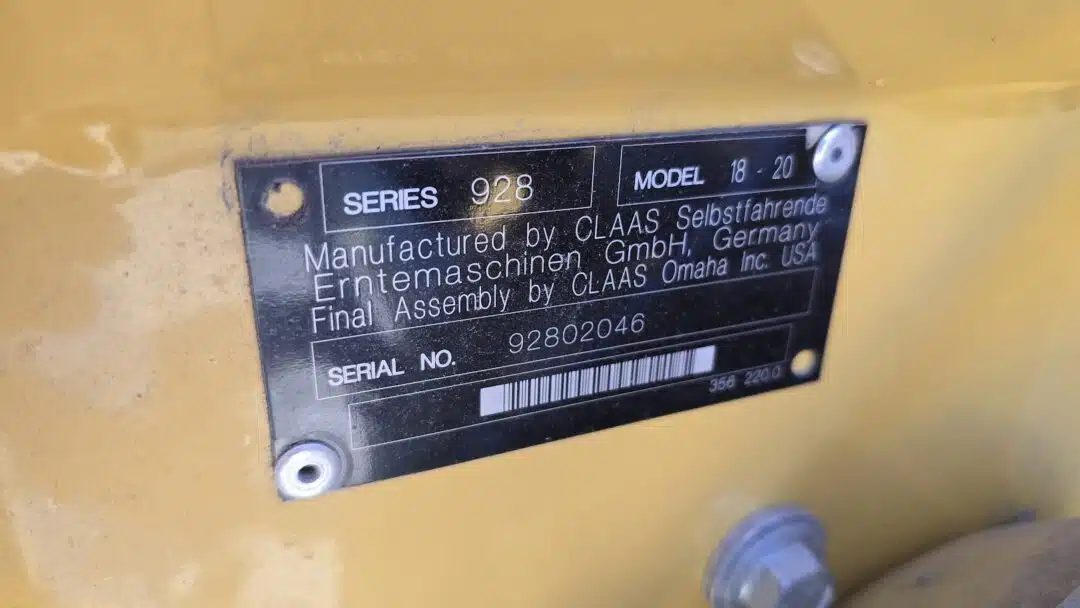 SERIES 928 MODEL 18 - 20
Manufactured by CLAAS Selbstfahrende
Erntemaschinen GmbH, Germany
Final Assembly by CLAAS Omaha Inc. USA
SERIAL NO. 92802046
356 220.0